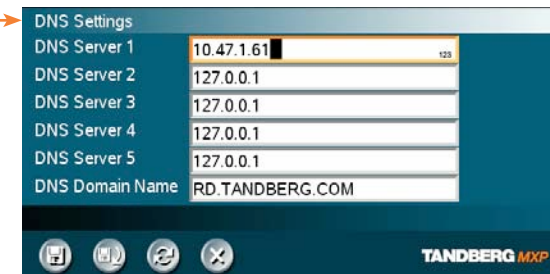 DNS Settings
DNS Server 1 10.47.1.61 123
DNS Server 2 127.0.0.1
DNS Server 3 127.0.0.1
DNS Server 4 127.0.0.1
DNS Server 5 127.0.0.1
DNS Domain Name RD.TANDBERG.COM
TANDBERG MXP